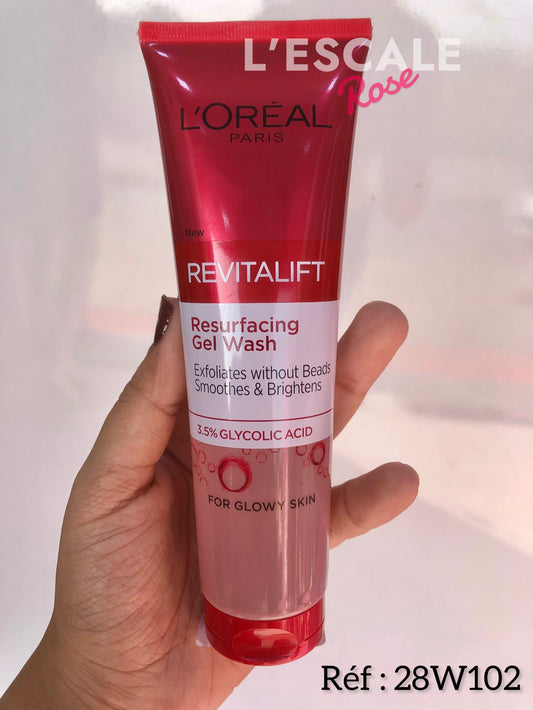 L'ESCALE
Rose
L'ORÉAL
PARIS
New
REVITALIFT
Resurfacing
Gel Wash
Exfoliates without Beads
Smoothes & Brightens
3.5% GLYCOLIC ACID
FOR GLOWY SKIN
Réf : 28W102